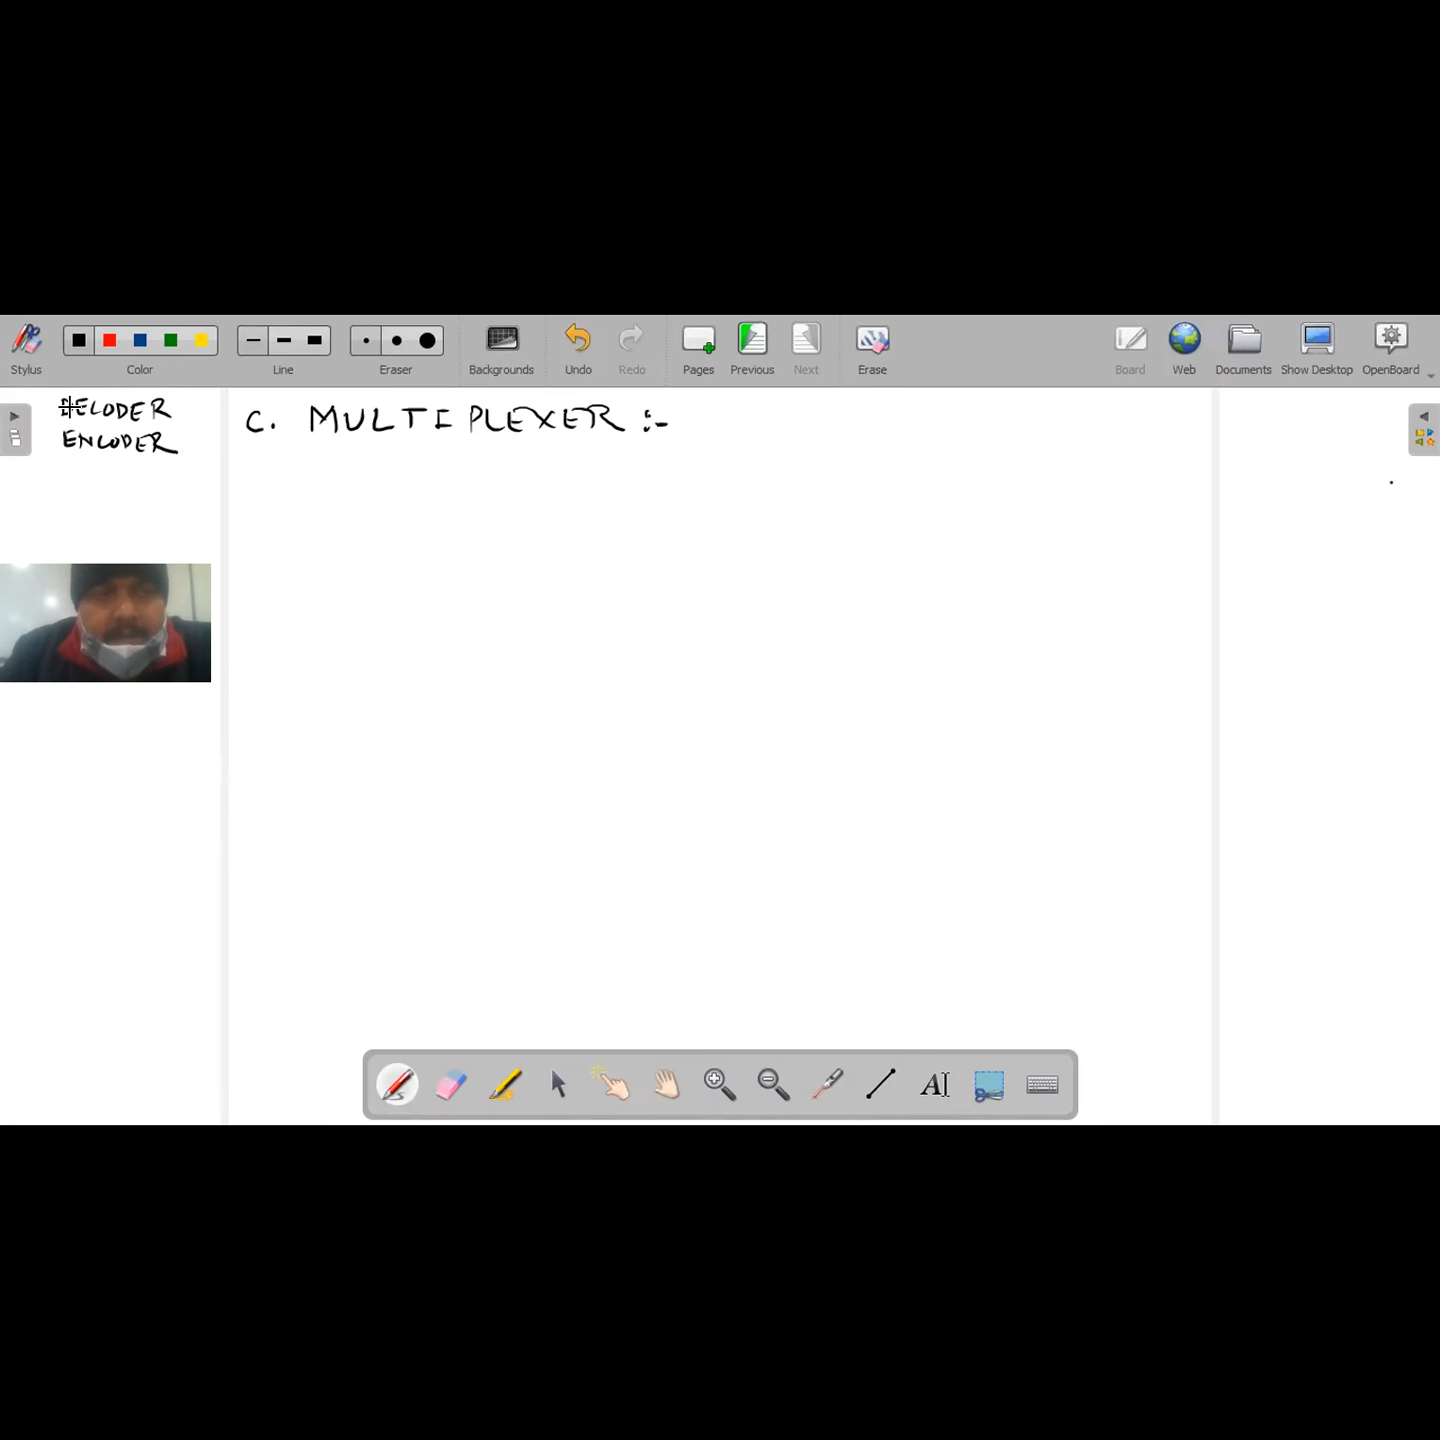 Stylus Color Line Eraser Backgrounds Undo Redo Pages Previous Next Erase Board Web Documents Show Desktop OpenBoard
DECODER
ENCODER
C. MULTIPLEXER :-